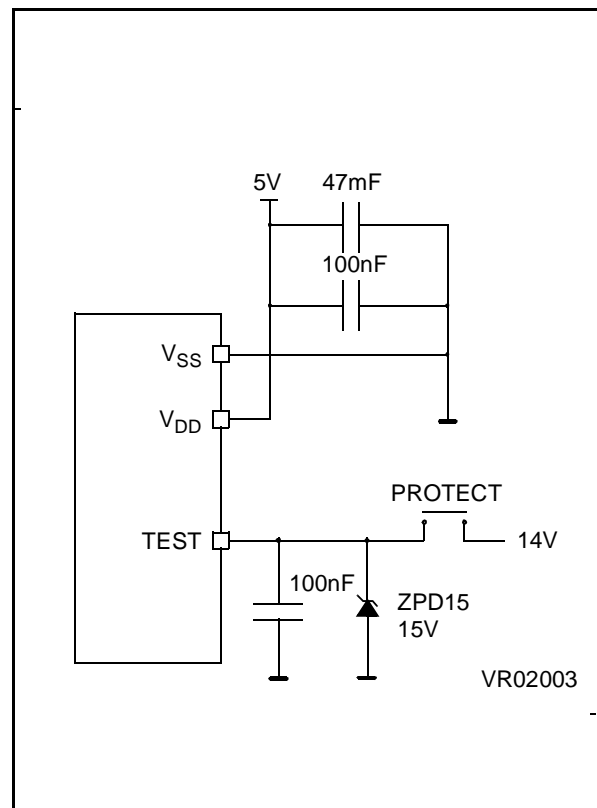 5V 47mF
100nF
VSS
VDD
PROTECT
TEST 14V
100nF ZPD15
15V
VR02003